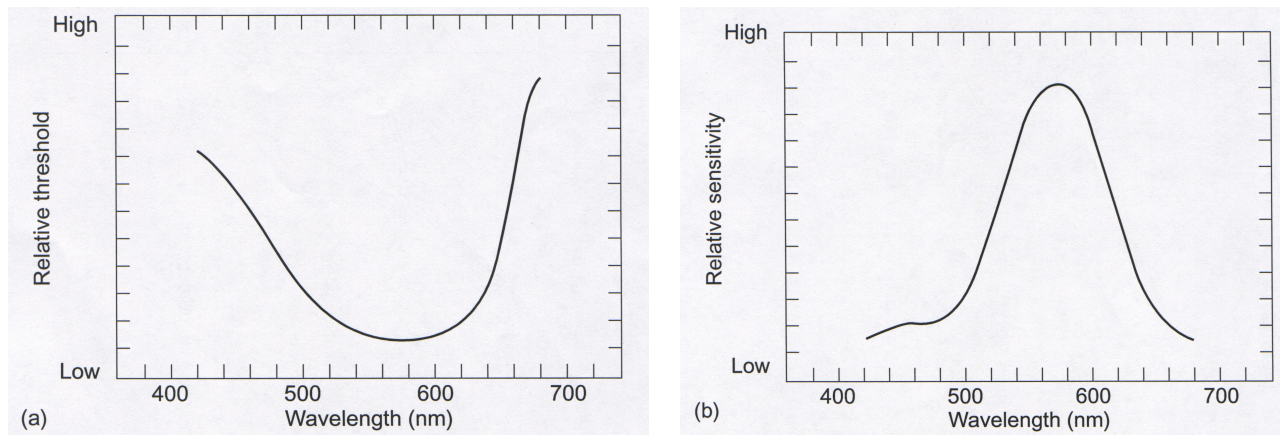 High
Relative threshold
Low
400 500 600 700
(a)
Wavelength (nm)
High
Relative sensitivity
Low
400 500 600 700
(b)
Wavelength (nm)